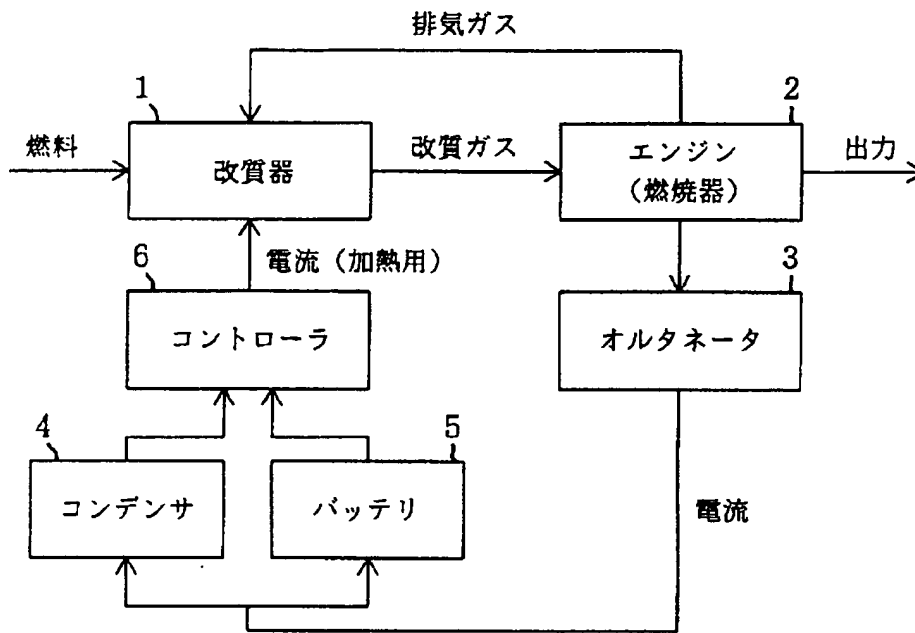 排気ガス
1
2
燃料
改質器
改質ガス
エンジン
(燃焼器)
出力
6
電流(加熱用)
3
コントローラ
オルタネータ
4
5
コンデンサ
バッテリ
電流